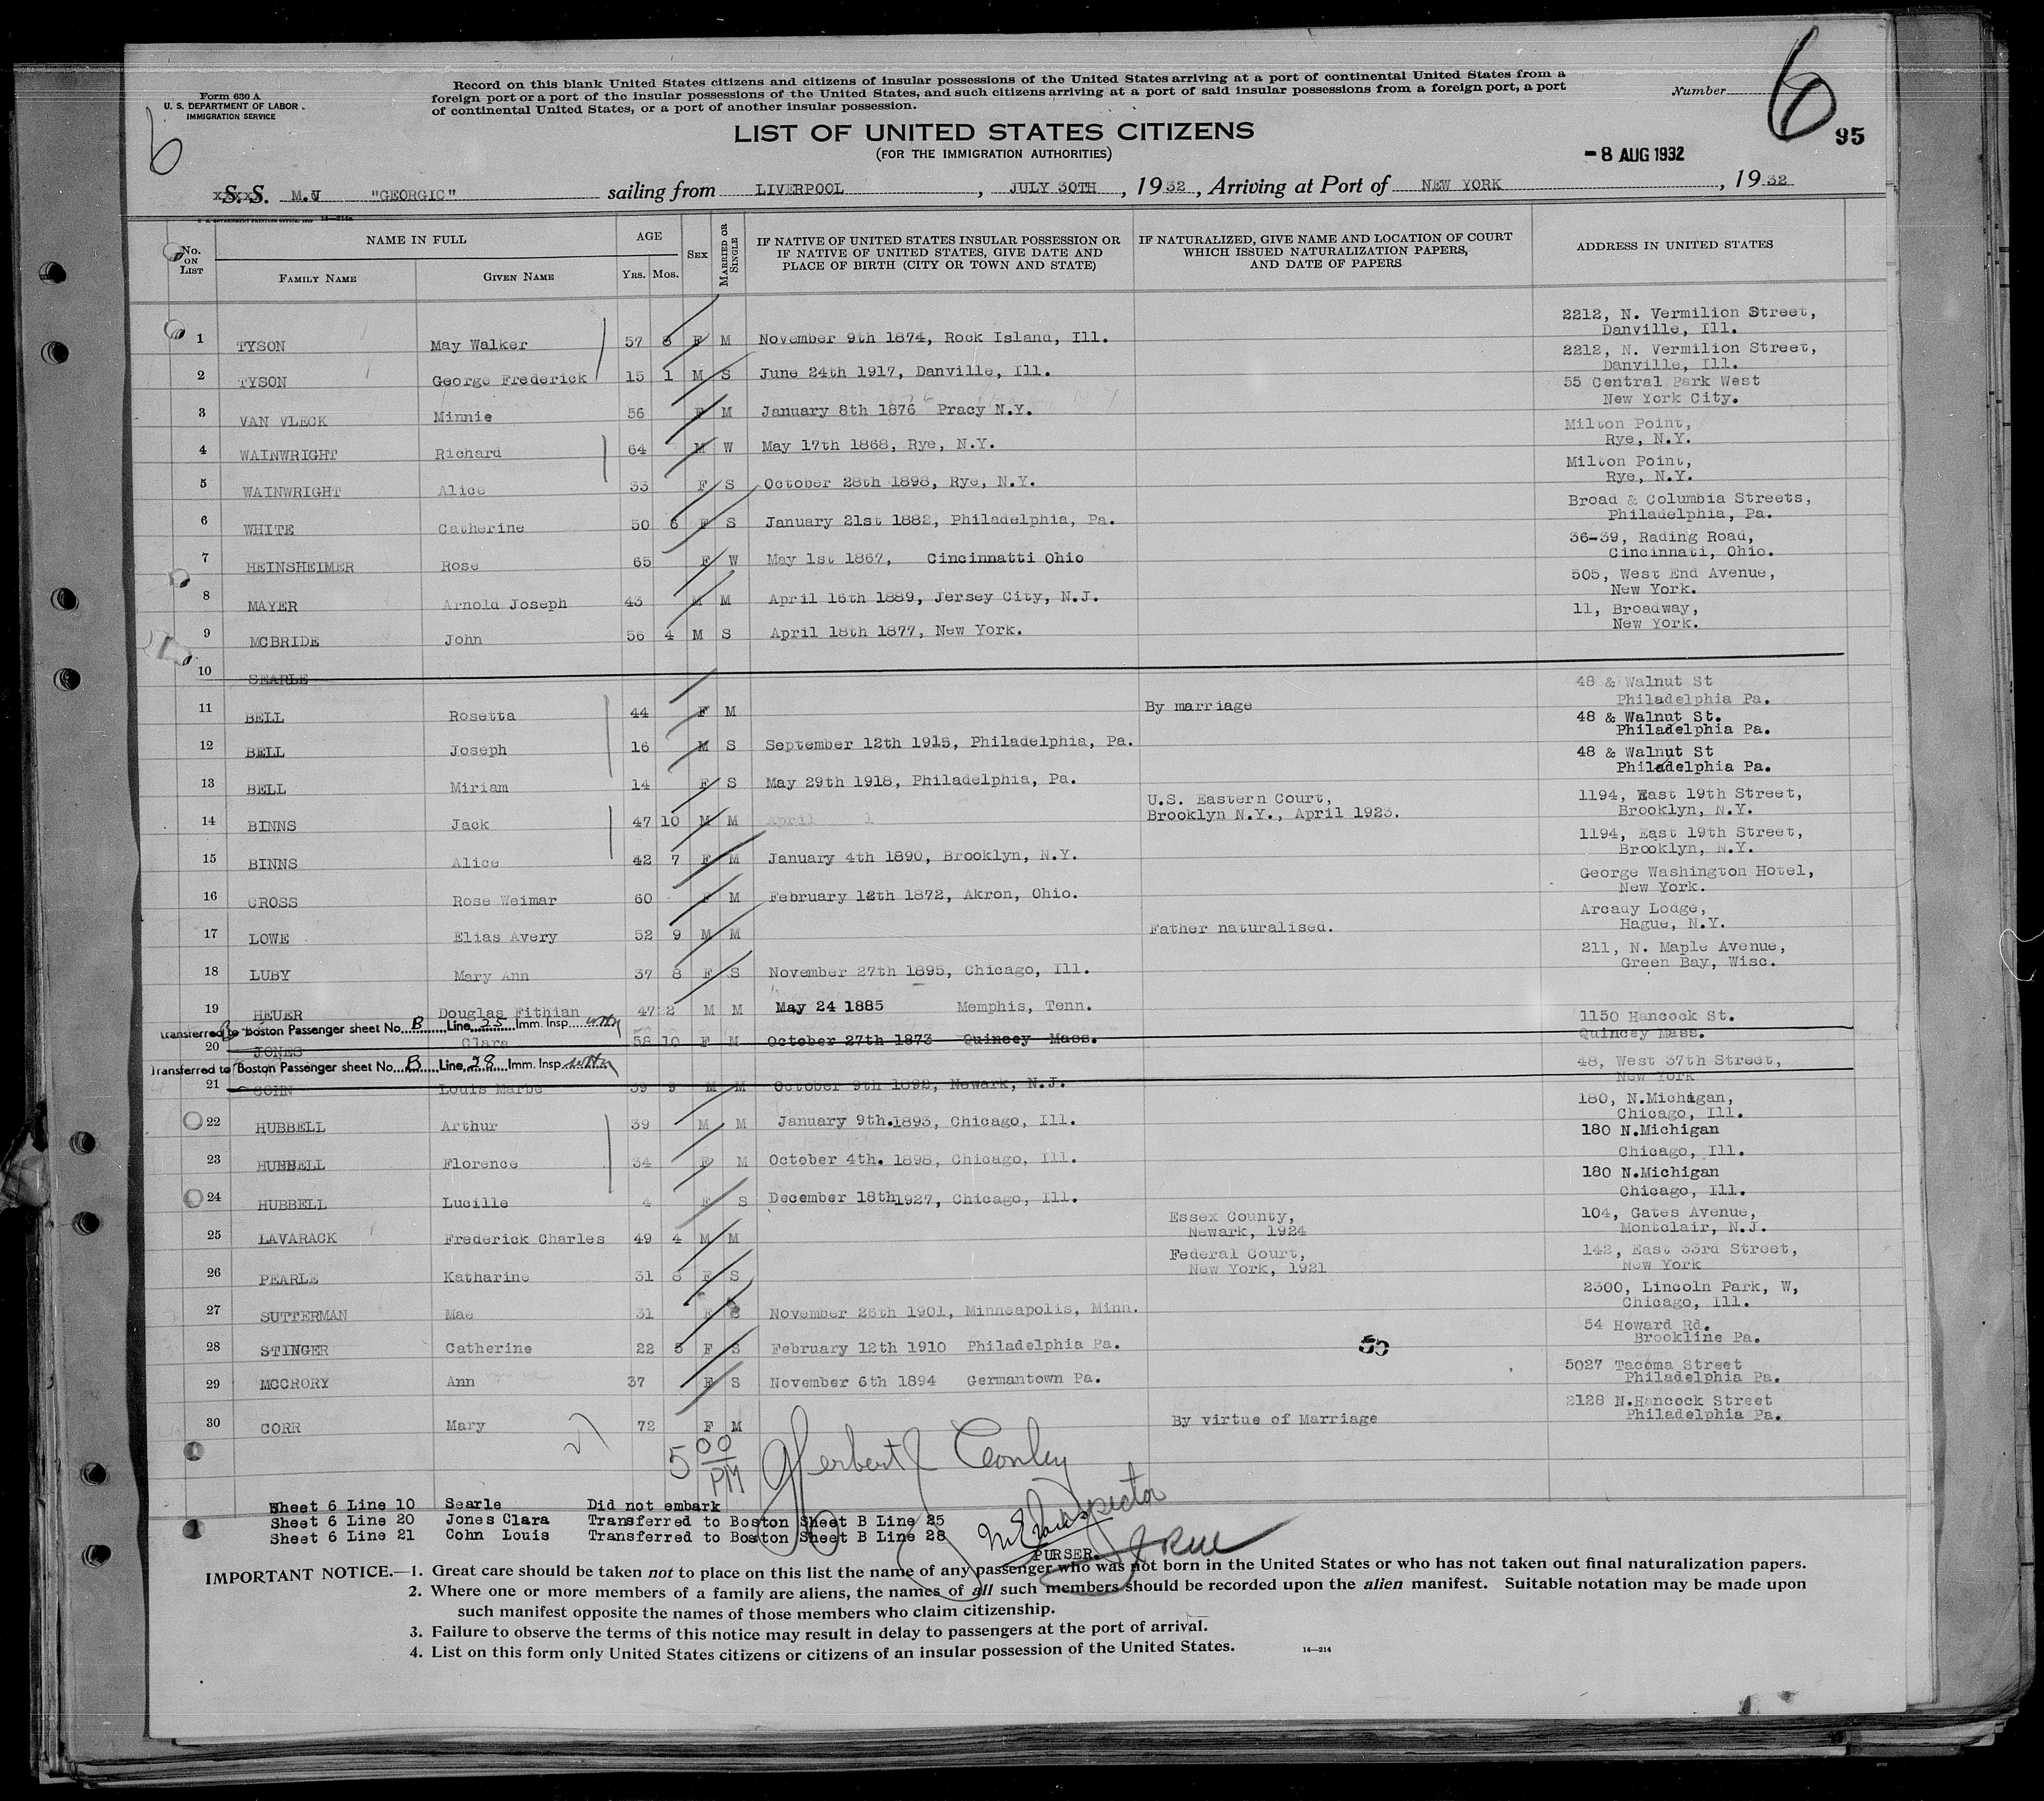 Form 630 A
U. S. DEPARTMENT OF LABOR
IMMIGRATION SERVICE
Record on this blank United States citizens and citizens of insular possessions of the United States arriving at a port of continental United States from a
foreign port or a port of the insular possessions of the United States, and such citizens arriving at a port of said insular possessions from a foreign port, a port
of continental United States, or a port of another insular possession.
Number 6
6
95
LIST OF UNITED STATES CITIZENS
(FOR THE IMMIGRATION AUTHORITIES)
- 8 AUG 1932
S. S. M.V "GEORGIC" sailing from LIVERPOOL, JULY 30TH, 1932, Arriving at Port of NEW YORK, 1932
No. ON LIST
NAME IN FULL
FAMILY NAME GIVEN NAME
AGE
YRS. MOS.
SEX
MARRIED OR SINGLE
IF NATIVE OF UNITED STATES INSULAR POSSESSION OR
IF NATIVE OF UNITED STATES, GIVE DATE AND
PLACE OF BIRTH (CITY OR TOWN AND STATE)
IF NATURALIZED, GIVE NAME AND LOCATION OF COURT
WHICH ISSUED NATURALIZATION PAPERS,
AND DATE OF PAPERS
ADDRESS IN UNITED STATES
1 TYSON May Walker 57 8 F M November 9th 1874, Rock Island, Ill. 2212, N. Vermilion Street,
Danville, Ill.
2 TYSON George Frederick 15 1 M S June 24th 1917, Danville, Ill. 2212, N. Vermilion Street,
Danville, Ill.
3 VAN VLECK Minnie 56 F M January 8th 1876 Pracy N.Y. 55 Central Park West
New York City.
4 WAINWRIGHT Richard 64 M W May 17th 1868, Rye, N.Y. Milton Point,
Rye, N.Y.
5 WAINWRIGHT Alice 33 F S October 28th 1898, Rye, N.Y. Milton Point,
Rye, N.Y.
6 WHITE Catherine 50 6 F S January 21st 1882, Philadelphia, Pa. Broad & Columbia Streets,
Philadelphia, Pa.
7 HEINSHEIMER Rose 65 F W May 1st 1867, Cincinnatti Ohio 36-39, Rading Road,
Cincinnati, Ohio.
8 MAYER Arnold Joseph 43 M M April 16th 1889, Jersey City, N.J. 505, West End Avenue,
New York.
9 MCBRIDE John 56 4 M S April 18th 1877, New York. 11, Broadway,
New York.
10 SEARLE
11 BELL Rosetta 44 F M By marriage 48 & Walnut St
Philadelphia Pa.
12 BELL Joseph 16 M S September 12th 1915, Philadelphia, Pa. 48 & Walnut St.
Philadelphia Pa.
13 BELL Miriam 14 F S May 29th 1918, Philadelphia, Pa. 48 & Walnut St
Philadelphia Pa.
14 BINNS Jack 47 10 M M April 1 U.S. Eastern Court,
Brooklyn N.Y., April 1923. 1194, East 19th Street,
Brooklyn, N.Y.
15 BINNS Alice 42 7 F M January 4th 1890, Brooklyn, N.Y. 1194, East 19th Street,
Brooklyn, N.Y.
16 CROSS Rose Weimar 60 F M February 12th 1872, Akron, Ohio. George Washington Hotel,
New York.
17 LOWE Elias Avery 52 9 M M Father naturalised. Arcady Lodge,
Hague, N.Y.
18 LUBY Mary Ann 37 8 F S November 27th 1895, Chicago, Ill. 211, N. Maple Avenue,
Green Bay, Wisc.
19 HEUER Douglas Fithian 47 2 M M May 24 1885 Memphis, Tenn.
Transferred to Boston Passenger sheet No. B Line 25 Imm. Insp.
20 JONES Clara 58 10 F M October 27th 1873 Quincey Mass. 1150 Hancock St.
Quincey Mass.
Transferred to Boston Passenger sheet No. B Line 28 Imm. Insp.
21 COHN Louis Marbe 39 9 M M October 9th 1892, Newark, N.J. 48, West 37th Street,
New York
22 HUBBELL Arthur 39 M M January 9th.1893, Chicago, Ill. 180, N.Michigan,
Chicago, Ill.
23 HUBBELL Florence 34 F M October 4th. 1898, Chicago, Ill. 180 N.Michigan
Chicago, Ill.
24 HUBBELL Lucille 4 F S December 18th1927, Chicago, Ill. 180 N.Michigan
Chicago, Ill.
25 LAVARACK Frederick Charles 49 4 M M Essex County,
Newark, 1924 104, Gates Avenue,
Montclair, N.J.
26 PEARLE Katharine 31 8 F S Federal Court,
New York, 1921 142, East 33rd Street,
New York
27 SUTTERMAN Mae 31 F S November 26th 1901, Minneapolis, Minn. 2300, Lincoln Park, W,
Chicago, Ill.
28 STINGER Catherine 22 5 F S February 12th 1910 Philadelphia Pa. 54 Howard Rd.
Brookline Pa.
29 MCCRORY Ann 37 F S November 6th 1894 Germantown Pa. 5027 Tacoma Street
Philadelphia Pa.
30 CORR Mary 72 F M By virtue of Marriage 2128 N.Hancock Street
Philadelphia Pa.
5 00 PM Herbert J Conley
Inspector
Sheet 6 Line 10 Searle Did not embark
Sheet 6 Line 20 Jones Clara Transferred to Boston Sheet B Line 25
Sheet 6 Line 21 Cohn Louis Transferred to Boston Sheet B Line 28
PURSER.
IMPORTANT NOTICE.—1. Great care should be taken not to place on this list the name of any passenger who was not born in the United States or who has not taken out final naturalization papers.
2. Where one or more members of a family are aliens, the names of all such members should be recorded upon the alien manifest. Suitable notation may be made upon
such manifest opposite the names of those members who claim citizenship.
3. Failure to observe the terms of this notice may result in delay to passengers at the port of arrival.
4. List on this form only United States citizens or citizens of an insular possession of the United States. 14—214